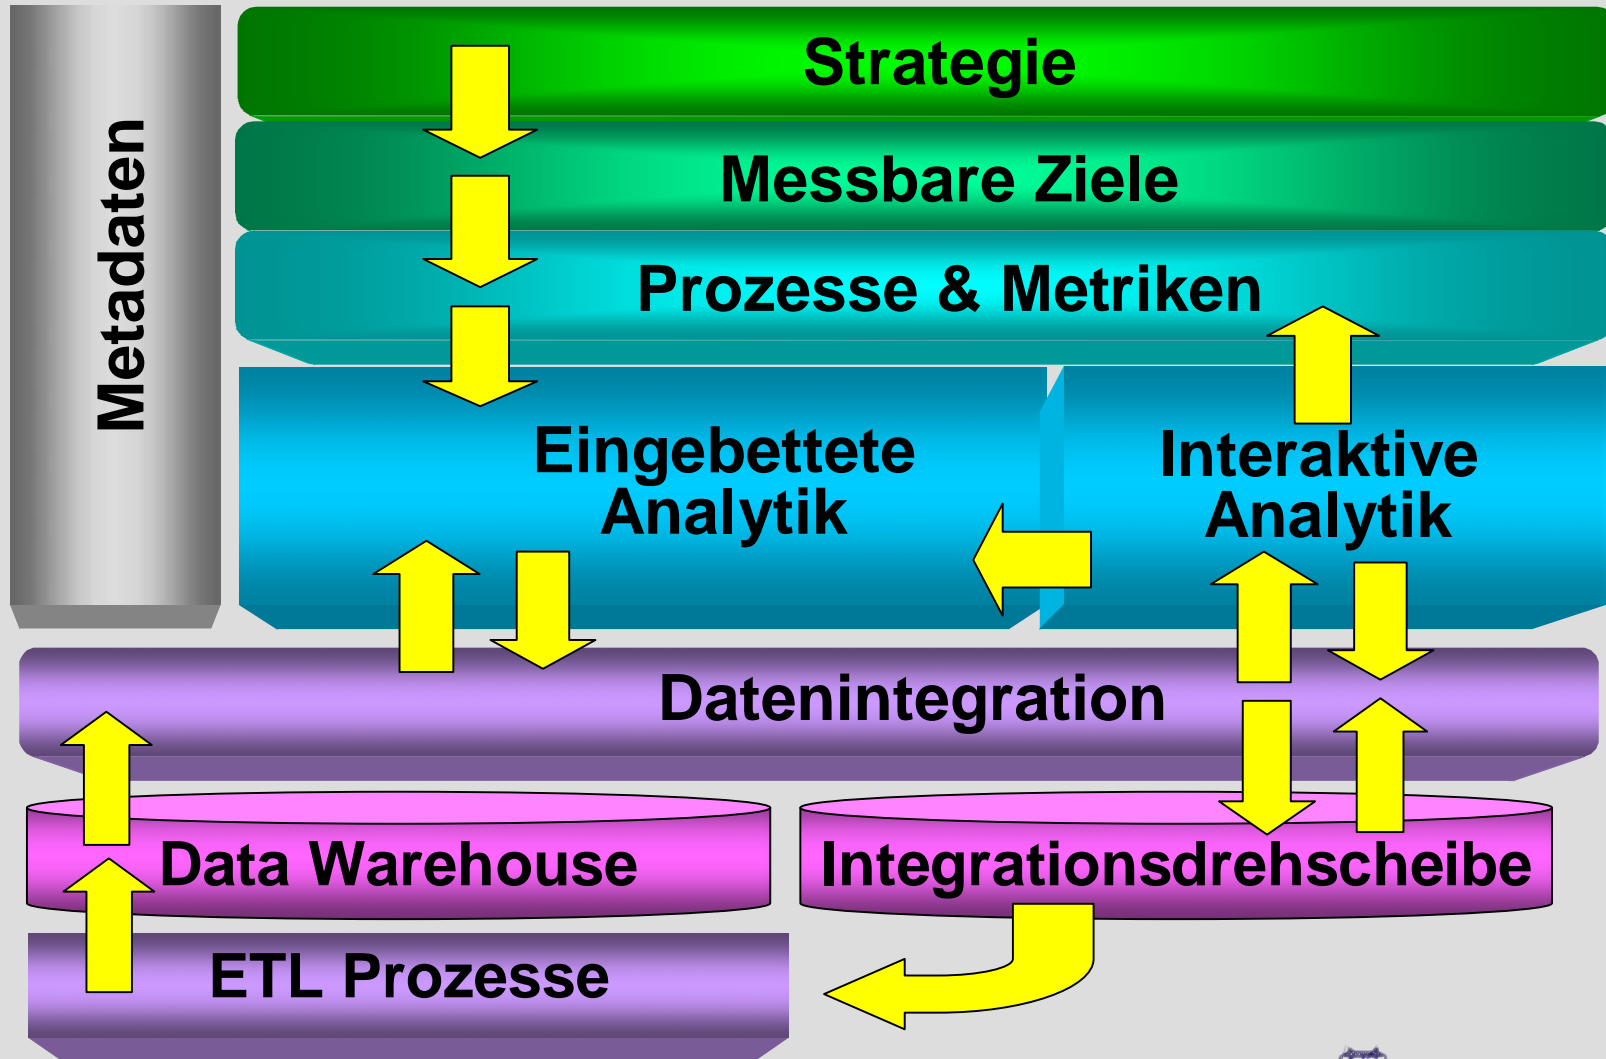 Metadaten
Strategie
Messbare Ziele
Prozesse & Metriken
Eingebettete
Analytik
Interaktive
Analytik
Datenintegration
Data Warehouse
Integrationsdrehscheibe
ETL Prozesse